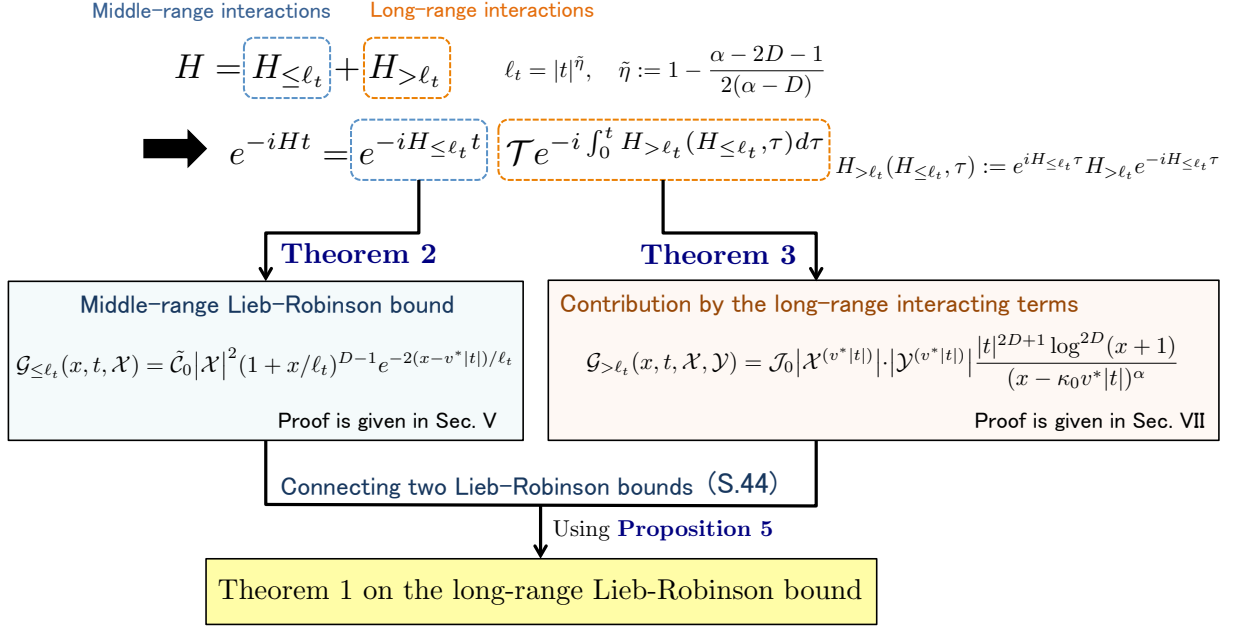 Middle-range interactions Long-range interactions
H = H_{≤ℓ_t} + H_{>ℓ_t} ℓ_t = |t|^{η̃}, η̃ := 1 − \frac{α − 2D − 1}{2(α − D)}
e^{−iHt} = e^{−iH_{≤ℓ_t}t} 𝒯e^{−i∫_0^t H_{>ℓ_t}(H_{≤ℓ_t},τ)dτ} H_{>ℓ_t}(H_{≤ℓ_t}, τ) := e^{iH_{≤ℓ_t}τ}H_{>ℓ_t}e^{−iH_{≤ℓ_t}τ}
Theorem 2 Theorem 3
Middle-range Lieb-Robinson bound
𝒢_{≤ℓ_t}(x, t, 𝒳) = 𝒞̃_0|𝒳|^2(1 + x/ℓ_t)^{D−1}e^{−2(x−v^*|t|)/ℓ_t}
Proof is given in Sec. V
Contribution by the long-range interacting terms
𝒢_{>ℓ_t}(x, t, 𝒳, 𝒴) = 𝒥_0|𝒳^{(v^*|t|)}|·|𝒴^{(v^*|t|)}|\frac{|t|^{2D+1} log^{2D}(x + 1)}{(x − κ_0v^*|t|)^α}
Proof is given in Sec. VII
Connecting two Lieb-Robinson bounds (S.44)
Using Proposition 5
Theorem 1 on the long-range Lieb-Robinson bound